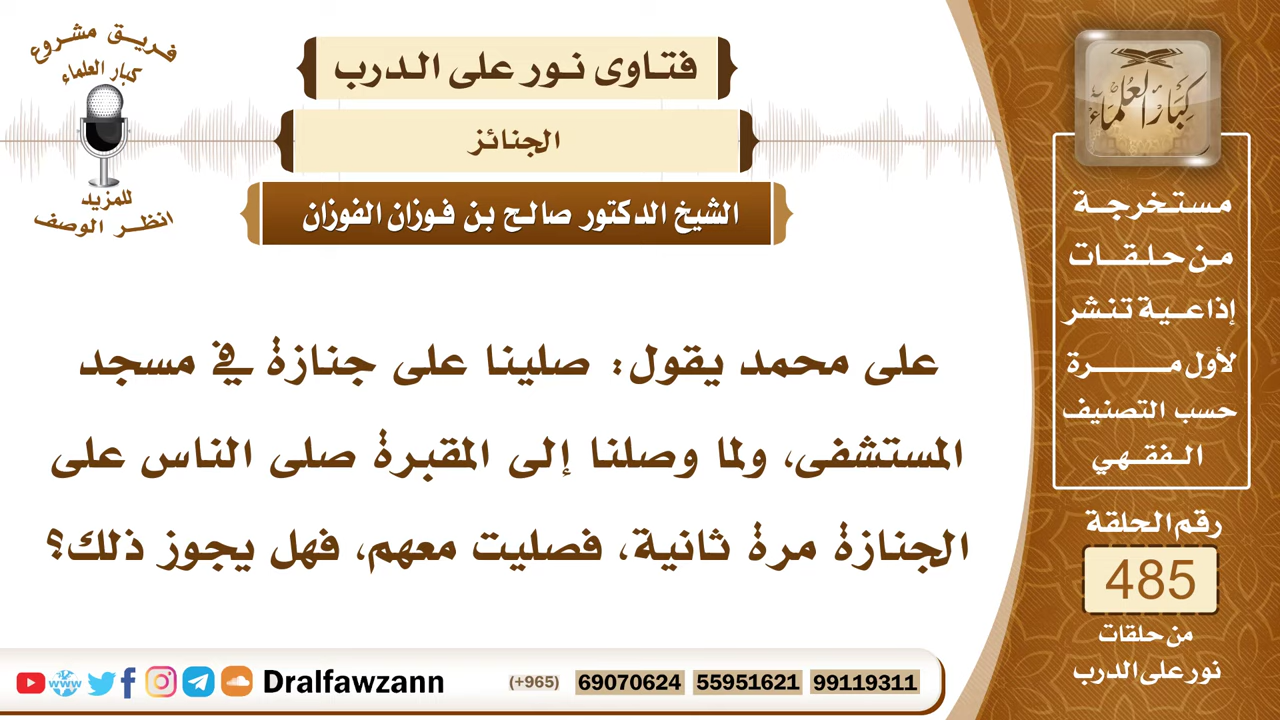 فريق مشروع
كبار العلماء
للمزيد
انظر الوصف
فتاوى نور على الدرب
الجنائز
الشيخ الدكتور صالح بن فوزان الفوزان
كبار العلماء
مستخرجة
من حلقات
إذاعية تنشر
لأول مرة
حسب التصنيف
الفقهي
رقم الحلقة
485
من حلقات
نور على الدرب
على محمد يقول: صلينا على جنازة في مسجد
المستشفى، ولما وصلنا إلى المقبرة صلى الناس على
الجنازة مرة ثانية، فصليت معهم، فهل يجوز ذلك؟
www Dralfawzann (+965) 69070624 55951621 99119311